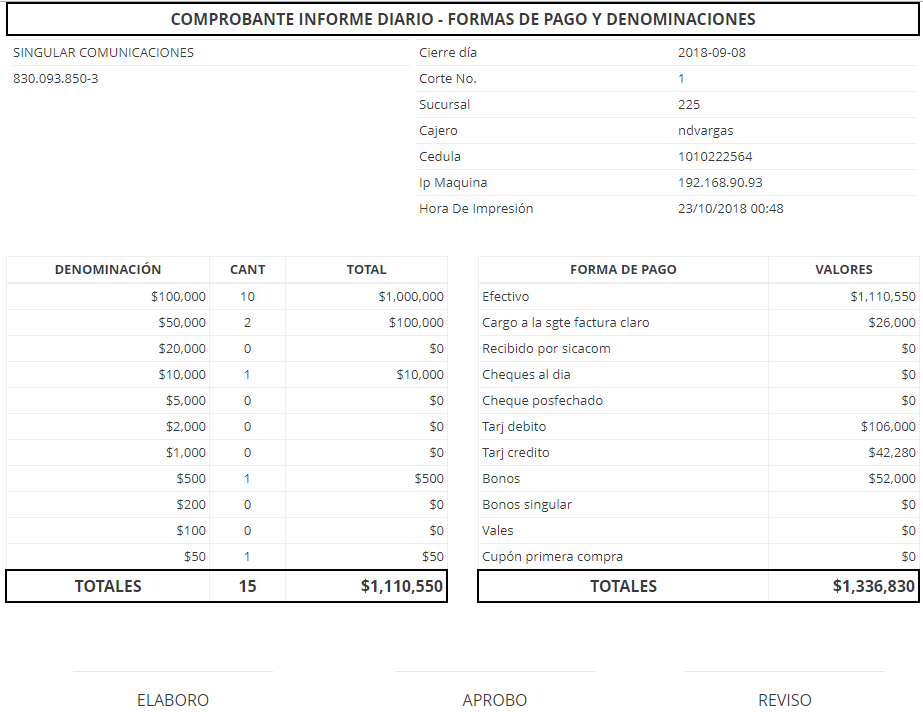 COMPROBANTE INFORME DIARIO - FORMAS DE PAGO Y DENOMINACIONES
SINGULAR COMUNICACIONES
830.093.850-3
Cierre día 2018-09-08
Corte No. 1
Sucursal 225
Cajero ndvargas
Cedula 1010222564
Ip Maquina 192.168.90.93
Hora De Impresión 23/10/2018 00:48
DENOMINACIÓN CANT TOTAL
$100,000 10 $1,000,000
$50,000 2 $100,000
$20,000 0 $0
$10,000 1 $10,000
$5,000 0 $0
$2,000 0 $0
$1,000 0 $0
$500 1 $500
$200 0 $0
$100 0 $0
$50 1 $50
TOTALES 15 $1,110,550
FORMA DE PAGO VALORES
Efectivo $1,110,550
Cargo a la sgte factura claro $26,000
Recibido por sicacom $0
Cheques al dia $0
Cheque posfechado $0
Tarj debito $106,000
Tarj credito $42,280
Bonos $52,000
Bonos singular $0
Vales $0
Cupón primera compra $0
TOTALES $1,336,830
ELABORO APROBO REVISO